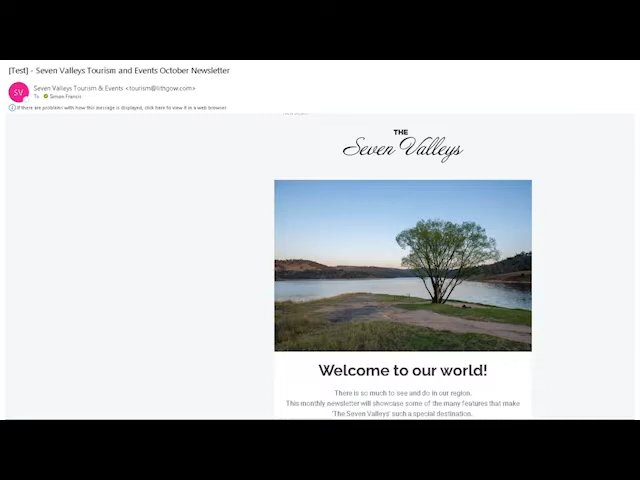 [Test] - Seven Valleys Tourism and Events October Newsletter
SV
Seven Valleys Tourism & Events <tourism@lithgow.com>
To Simon Francis
If there are problems with how this message is displayed, click here to view it in a web browser.
THE
Seven Valleys
Welcome to our world!
There is so much to see and do in our region.
This monthly newsletter will showcase some of the many features that make
'The Seven Valleys' such a special destination.